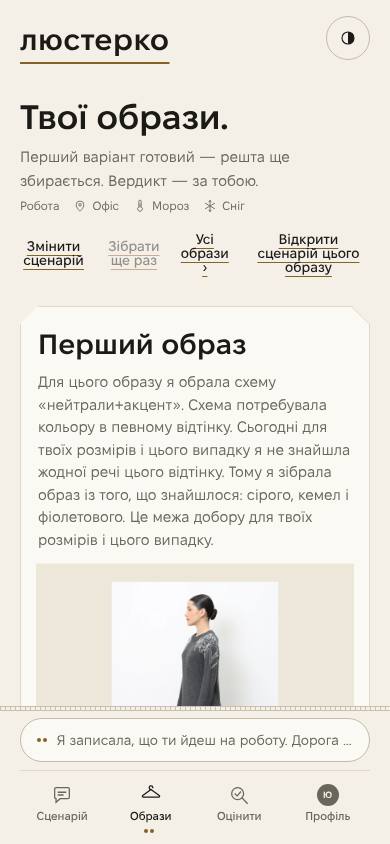 люстерко
Твої образи.
Перший варіант готовий — решта ще
збирається. Вердикт — за тобою.
Робота Офіс Мороз Сніг
Змінити
сценарій
Зібрати
ще раз
Усі
образи
›
Відкрити
сценарій цього
образу
Перший образ
Для цього образу я обрала схему
«нейтрали+акцент». Схема потребувала
кольору в певному відтінку. Сьогодні для
твоїх розмірів і цього випадку я не знайшла
жодної речі цього відтінку. Тому я зібрала
образ із того, що знайшлося: сірого, кемел і
фіолетового. Це межа добору для твоїх
розмірів і цього випадку.
Я записала, що ти йдеш на роботу. Дорога ...
Сценарій Образи Оцінити Профіль
Ю